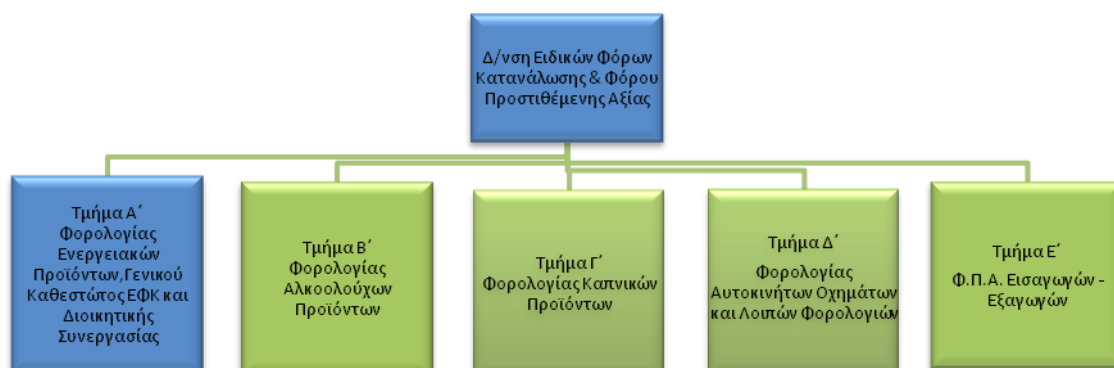 Δ/νση Ειδικών Φόρων
Κατανάλωσης & Φόρου
Προστιθέμενης Αξίας
Τμήμα Α΄
Φορολογίας
Ενεργειακών
Προϊόντων,Γενικού
Καθεστώτος ΕΦΚ και
Διοικητικής
Συνεργασίας
Τμήμα Β΄
Φορολογίας
Αλκοολούχων
Προϊόντων
Τμήμα Γ΄
Φορολογίας Καπνικών
Προϊόντων
Τμήμα Δ΄
Φορολογίας
Αυτοκινήτων Οχημάτων
και Λοιπών Φορολογιών
Τμήμα Ε΄
Φ.Π.Α. Εισαγωγών –
Εξαγωγών